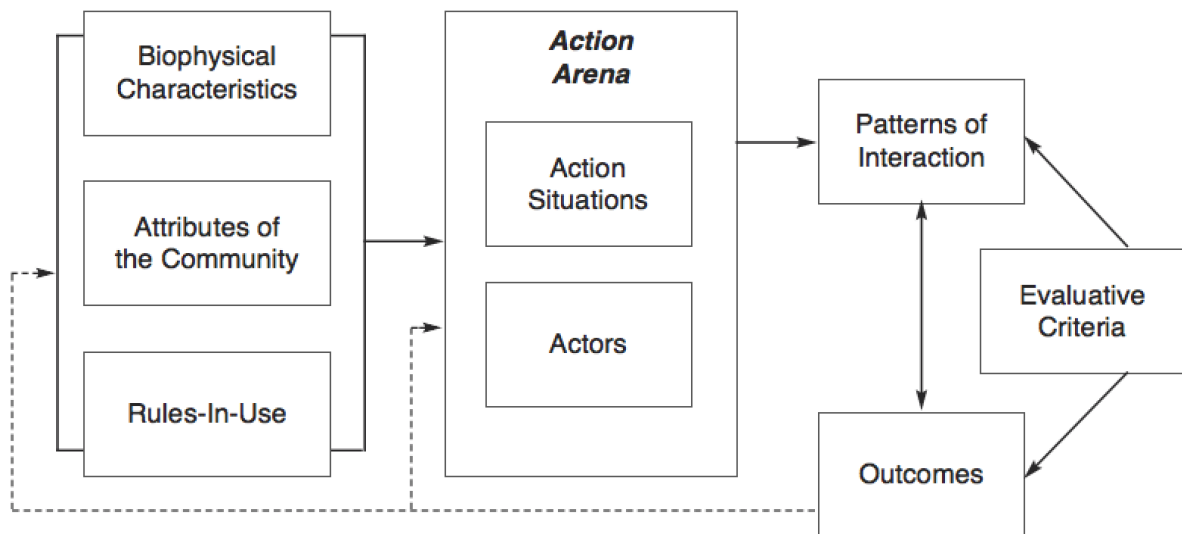 Biophysical
Characteristics
Attributes of
the Community
Rules-In-Use
Action
Arena
Action
Situations
Actors
Patterns of
Interaction
Outcomes
Evaluative
Criteria